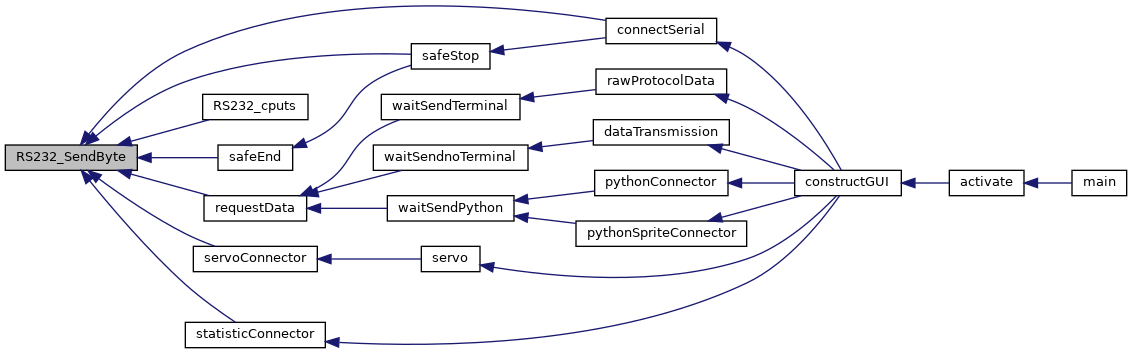 RS232_SendByte
connectSerial
safeStop
RS232_cputs
safeEnd
requestData
servoConnector
statisticConnector
waitSendTerminal
waitSendnoTerminal
waitSendPython
servo
rawProtocolData
dataTransmission
pythonConnector
pythonSpriteConnector
constructGUI
activate
main